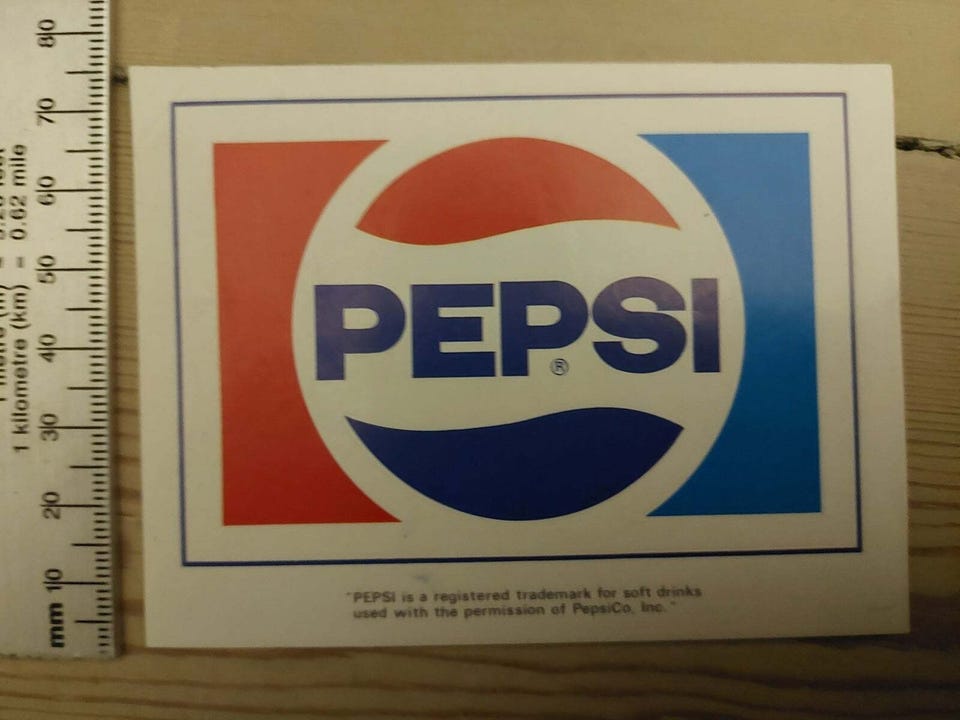 PEPSI
®
"PEPSI is a registered trademark for soft drinks
used with the permission of PepsiCo, Inc."
80
70
60
50
40
30
20
mm 10
1 kilometre (km) = 0.62 mile